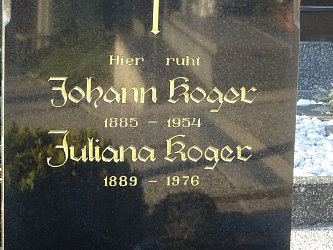 Hier ruht
Johann Koger
1885 – 1954
Juliana Koger
1889 – 1976